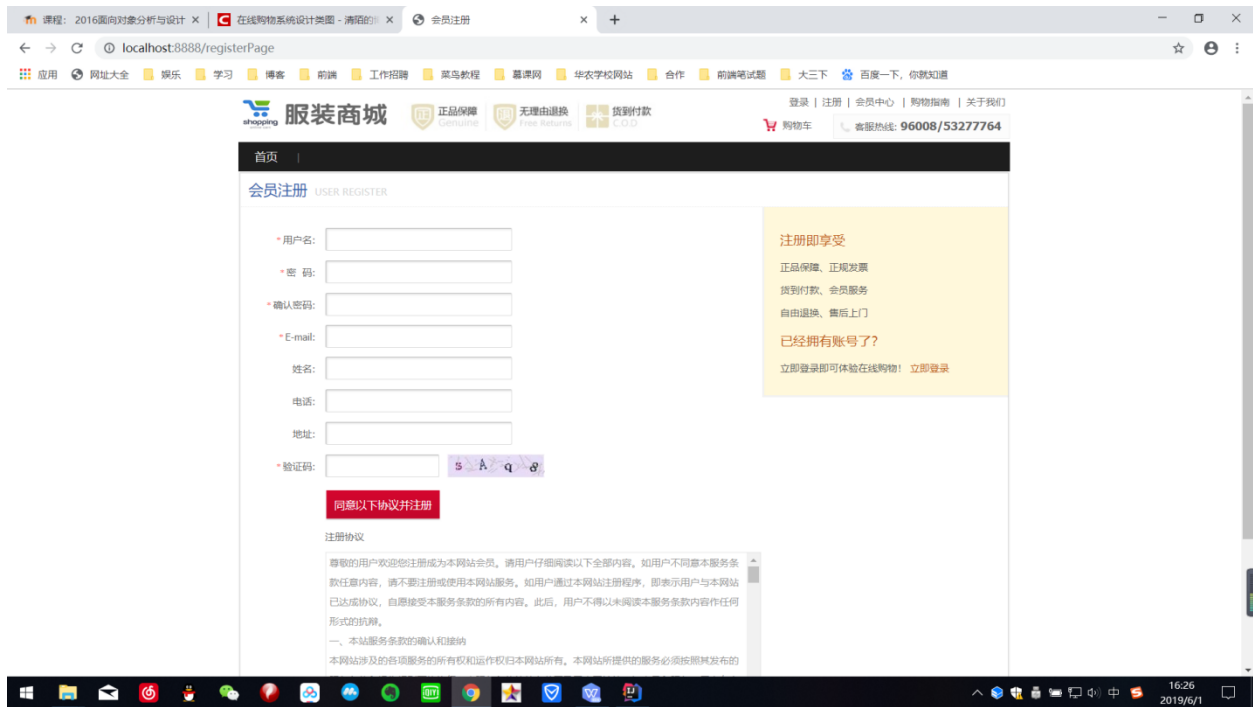 课程: 2016面向对象分析与设计
在线购物系统设计类图 - 清陌的
会员注册
localhost:8888/registerPage
应用 网址大全 娱乐 学习 博客 前端 工作招聘 菜鸟教程 慕课网 华农学校网站 合作 前端笔试题 大三下 百度一下，你就知道
登录 | 注册 | 会员中心 | 购物指南 | 关于我们
shopping 服装商城
正 正品保障 Genuine
无理由退换 Free Returns
货到付款 C.O.D
购物车 客服热线: 96008/53277764
首页 |
会员注册 USER REGISTER
*用户名:
*密 码:
*确认密码:
*E-mail:
姓名:
电话:
地址:
*验证码: s A q 8
同意以下协议并注册
注册协议
尊敬的用户欢迎您注册成为本网站会员。请用户仔细阅读以下全部内容。如用户不同意本服务条
款任意内容，请不要注册或使用本网站服务。如用户通过本网站注册程序，即表示用户与本网站
已达成协议，自愿接受本服务条款的所有内容。此后，用户不得以未阅读本服务条款内容作任何
形式的抗辩。
一、本站服务条款的确认和接纳
本网站涉及的各项服务的所有权和运作权归本网站所有。本网站所提供的服务必须按照其发布的
注册即享受
正品保障、正规发票
货到付款、会员服务
自由退换、售后上门
已经拥有账号了?
立即登录即可体验在线购物! 立即登录
中
16:26
2019/6/1